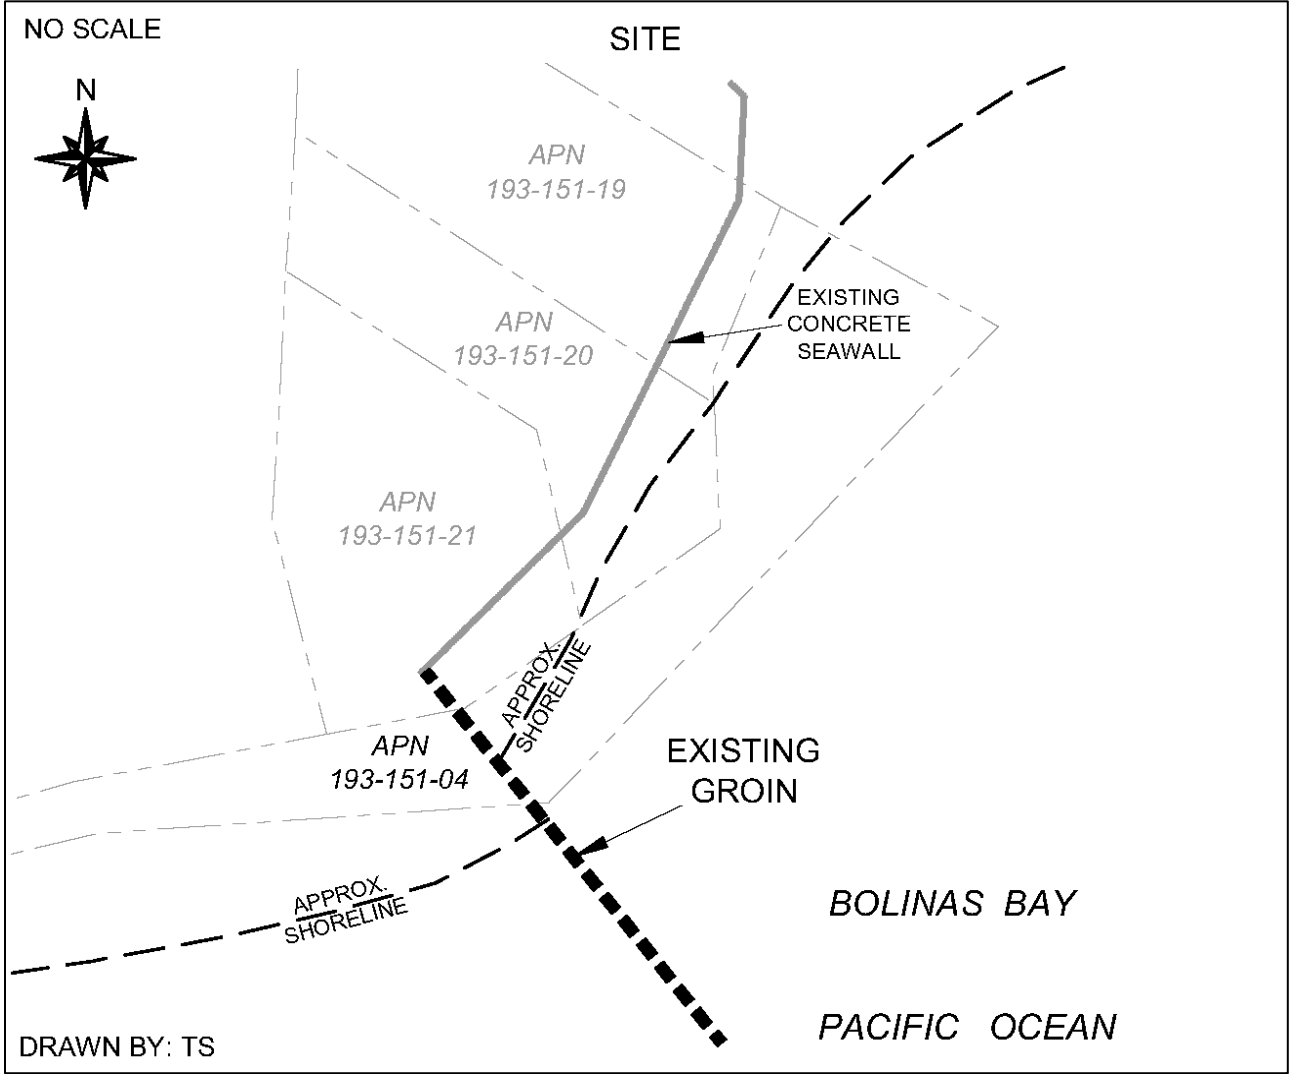 NO SCALE
SITE
N
APN
193-151-19
EXISTING
CONCRETE
SEAWALL
APN
193-151-20
APN
193-151-21
APPROX.
SHORELINE
APN
193-151-04
EXISTING
GROIN
APPROX.
SHORELINE
BOLINAS BAY
PACIFIC OCEAN
DRAWN BY: TS